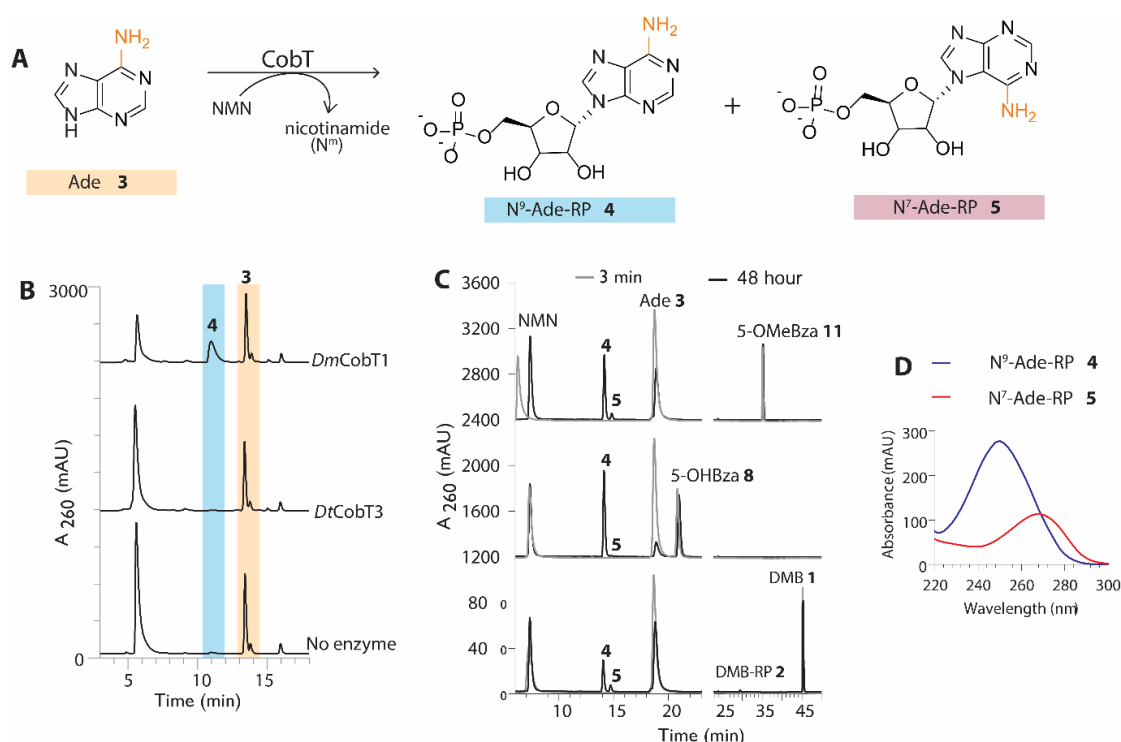 A
NH2
N
N
N
H
N
CobT
NMN
nicotinamide
(Nᵐ)
Ade 3
NH2
N
N
N
N
O
-O
P
O-
O
O
HO
OH
N⁹-Ade-RP 4
+
N
N
N
N
NH2
O
-O
P
O-
O
O
HO
OH
N⁷-Ade-RP 5
B
3000
3
4
DmCobT1
DtCobT3
No enzyme
A 260 (mAU)
0
5 10 15
Time (min)
C
3 min
48 hour
3600
3200
2800
2400
NMN
4
5
Ade 3
5-OMeBza 11
2000
1600
1200
4
5
5-OHBza 8
A 260 (mAU)
80 0
40 0
0
4
5
DMB-RP 2
DMB 1
10 15 20 25 35 45
Time (min)
D
N⁹-Ade-RP 4
N⁷-Ade-RP 5
300
200
100
0
Absorbance (mAU)
220 240 260 280 300
Wavelength (nm)